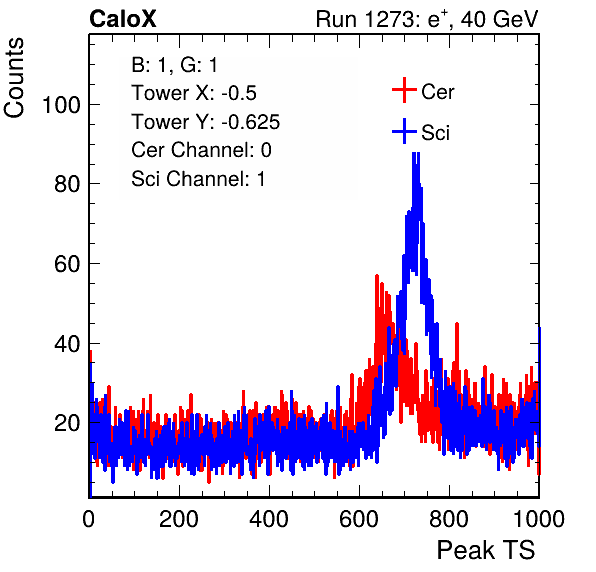 CaloX Run 1273: e+, 40 GeV
Counts
B: 1, G: 1
Tower X: -0.5
Tower Y: -0.625
Cer Channel: 0
Sci Channel: 1
Cer
Sci
100
80
60
40
20
0 200 400 600 800 1000
Peak TS